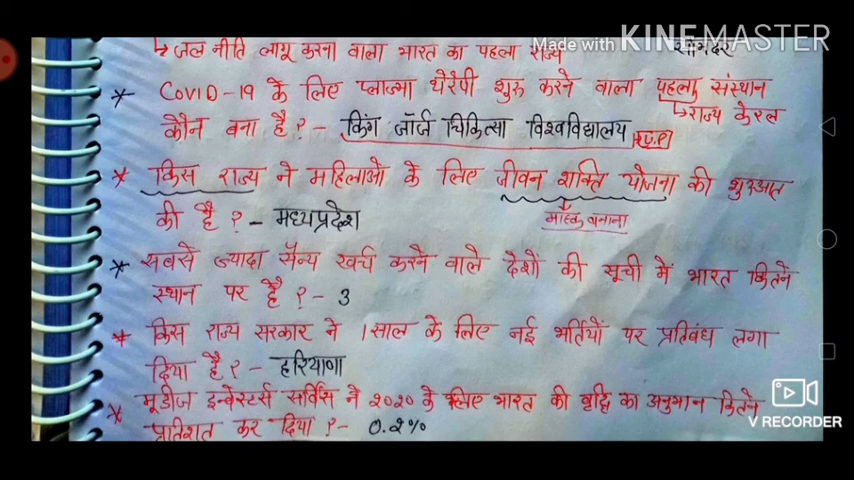 Made with KINEMASTER
↳ जल नीति लागू करना वाला भारत का पहला राज्य
* COVID-19 के लिए प्लाज्मा थेरेपी शुरू करने वाला पहला संस्थान
↳ राज्य केरल
कौन बना है ? - किंग जॉर्ज चिकित्सा विश्वविद्यालय (U.P)
* किस राज्य ने महिलाओ के लिए जीवन शक्ति योजना की शुरुआत
की है ? - मध्यप्रदेश
मास्क बनाना
* सबसे ज्यादा सैन्य खर्च करने वाले देशों की सूची में भारत कितने
स्थान पर है ? - 3
* किस राज्य सरकार ने 1 साल के लिए नई भर्तियों पर प्रतिबंध लगा
दिया है ? - हरियाणा
* मूडीज इन्वेस्टर्स सर्विस ने २०२० के लिए भारत की वृद्धि का अनुमान कितने
प्रतिशत कर दिया ? - 0.2%
V RECORDER